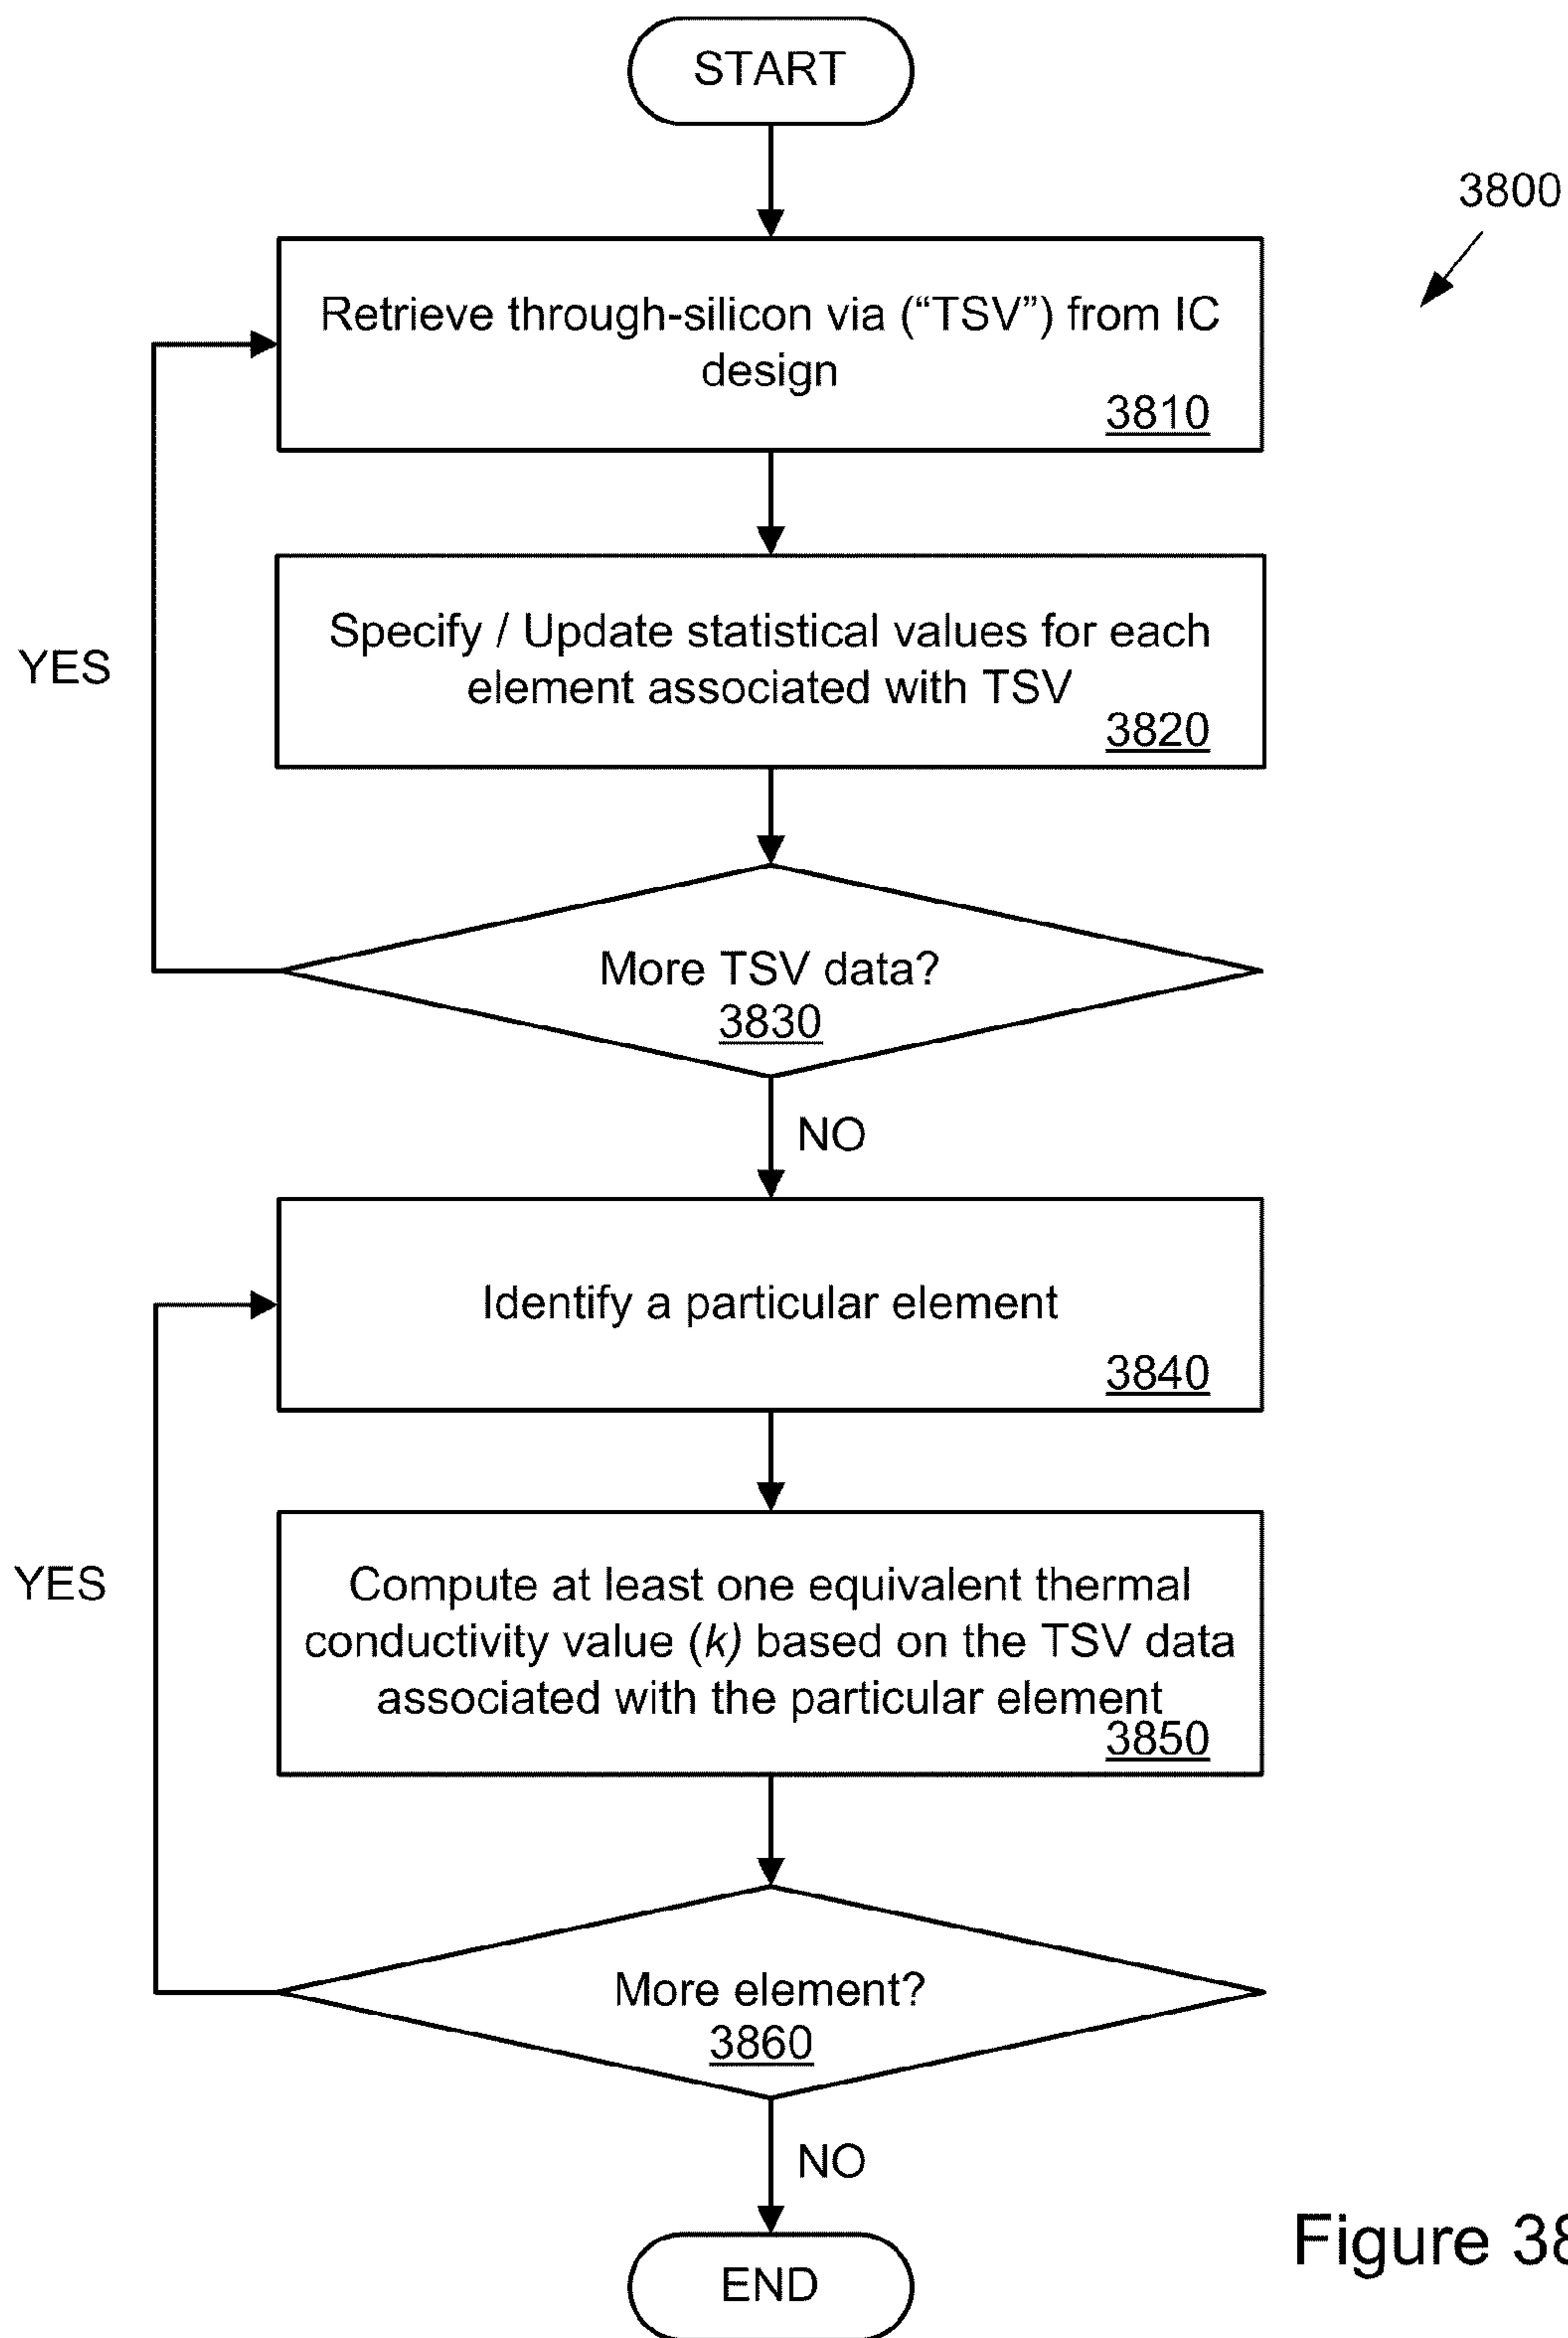 START
3800
Retrieve through-silicon via (“TSV”) from IC
design
3810
Specify / Update statistical values for each
element associated with TSV
3820
YES
More TSV data?
3830
NO
Identify a particular element
3840
YES
Compute at least one equivalent thermal
conductivity value (k) based on the TSV data
associated with the particular element
3850
More element?
3860
NO
END
Figure 38